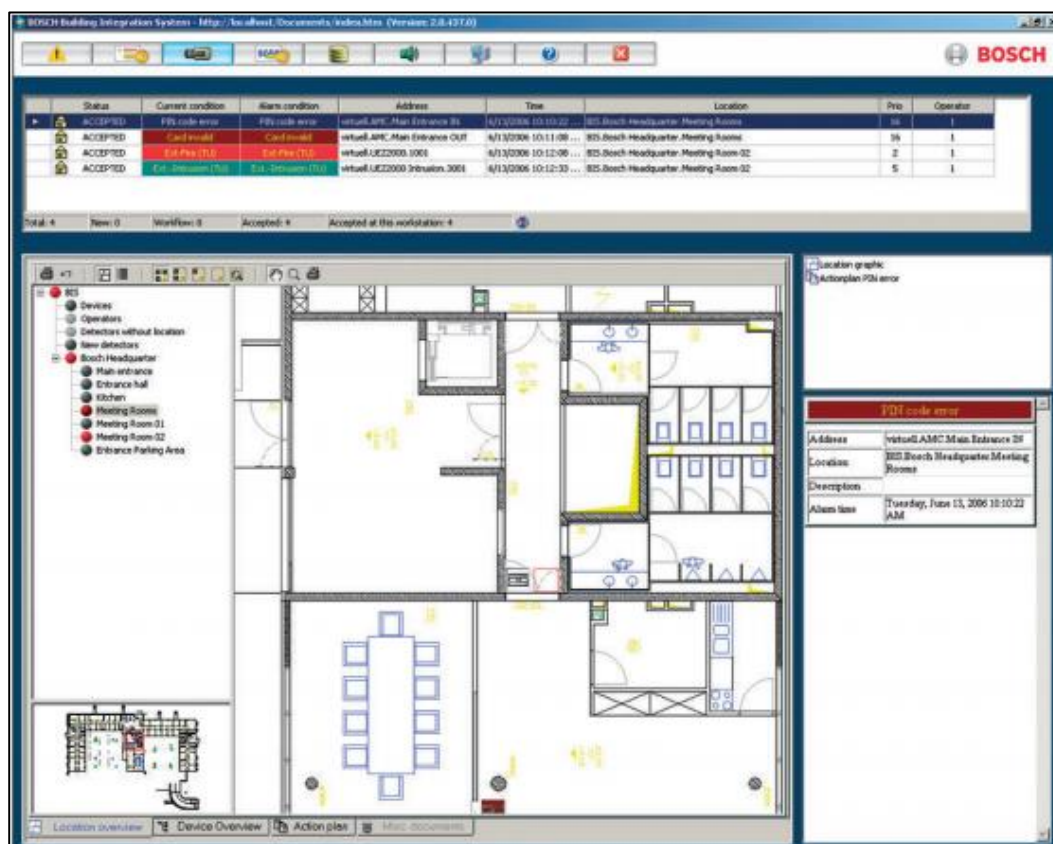 BOSCH Building Integration System - http://localhost/Documents/index.htm (Version: 2.0.437.0)
BOSCH
Status Current condition Alarm condition Address Time Location Prio Operator
ACCEPTED PIN code error PIN code error virtuell.AMC.Main Entrance IN 6/13/2006 10:10:22 ... BIS.Bosch Headquarter.Meeting Rooms 16 1
ACCEPTED Card invalid Card invalid virtuell.AMC.Main Entrance OUT 6/13/2006 10:11:08 ... BIS.Bosch Headquarter.Meeting Rooms 16 1
ACCEPTED Ext-Fire (TU) Ext-Fire (TU) virtuell.UEZ2000.1001 6/13/2006 10:12:08 ... BIS.Bosch Headquarter.Meeting Room 02 2 1
ACCEPTED Ext.-Intrusion (TU) Ext.-Intrusion (TU) virtuell.UEZ2000 Intrusion.3001 6/13/2006 10:12:33 ... BIS.Bosch Headquarter.Meeting Room 02 5 1
Total: 4 New: 0 Workflow: 0 Accepted: 4 Accepted at this workstation: 4
BIS
Devices
Operators
Detectors without location
New detectors
Bosch Headquarter
Main entrance
Entrance hall
Kitchen
Meeting Rooms
Meeting Room 01
Meeting Room 02
Entrance Parking Area
Location graphic
Actionplan PIN error
PIN code error
Address virtuell.AMC.Main Entrance IN
Location BIS.Bosch Headquarter.Meeting
Rooms
Description
Alarm time Tuesday, June 13, 2006 10:10:22
AM
Location overview Device Overview Action plan Misc documents